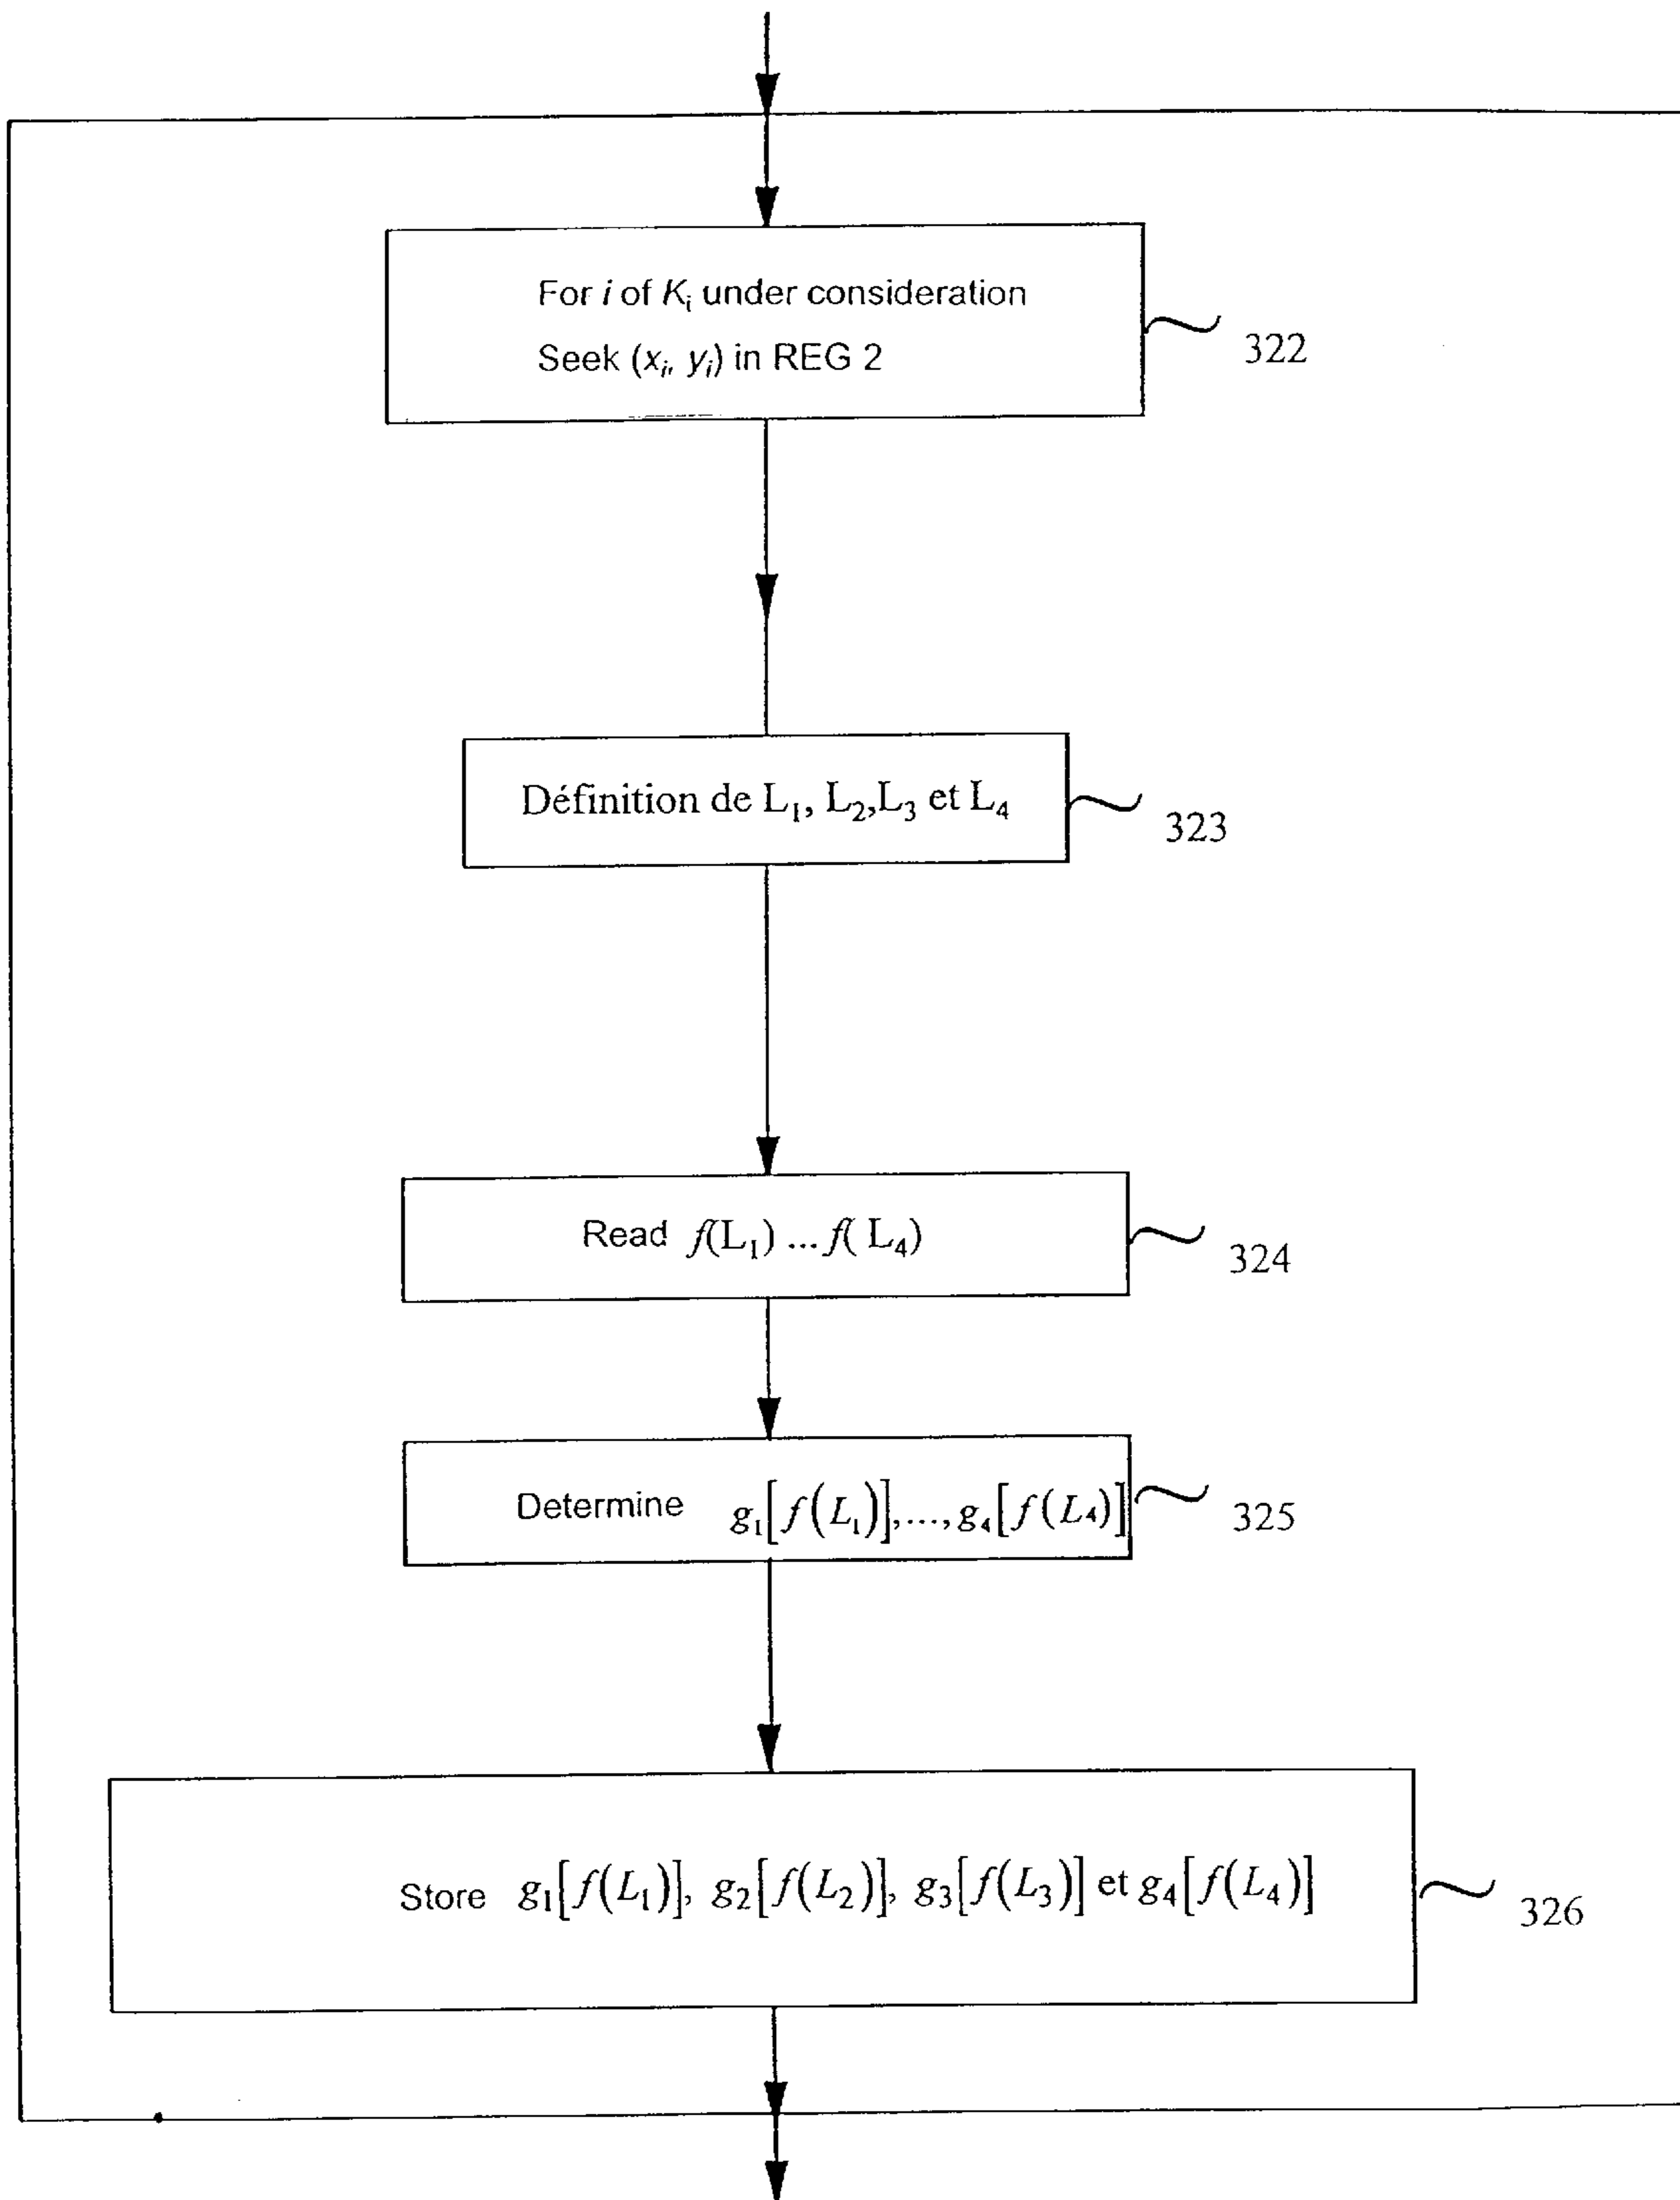 For i of Kᵢ under consideration
Seek (xᵢ, yᵢ) in REG 2
322
Définition de L₁, L₂,L₃ et L₄
323
Read f(L₁) ... f( L₄)
324
Determine g₁[f(L₁)],...,g₄[f(L₄)]
325
Store g₁[f(L₁)], g₂[f(L₂)], g₃[f(L₃)] et g₄[f(L₄)]
326